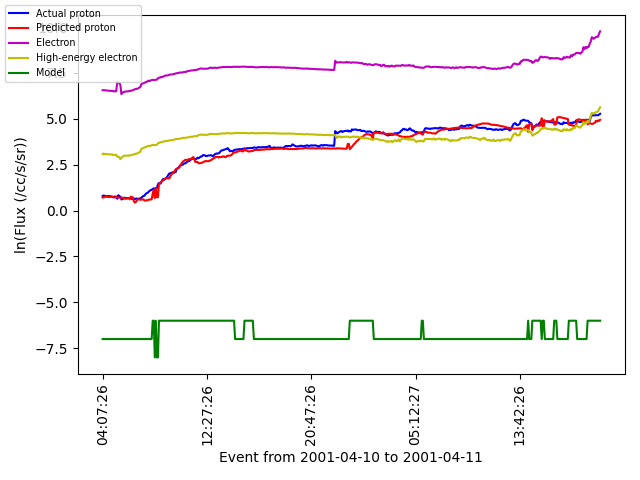 Actual proton
Predicted proton
Electron
High-energy electron
Model
5.0
2.5
0.0
−2.5
−5.0
−7.5
ln(Flux (/cc/s/sr))
04:07:26
12:27:26
20:47:26
05:12:27
13:42:26
Event from 2001-04-10 to 2001-04-11